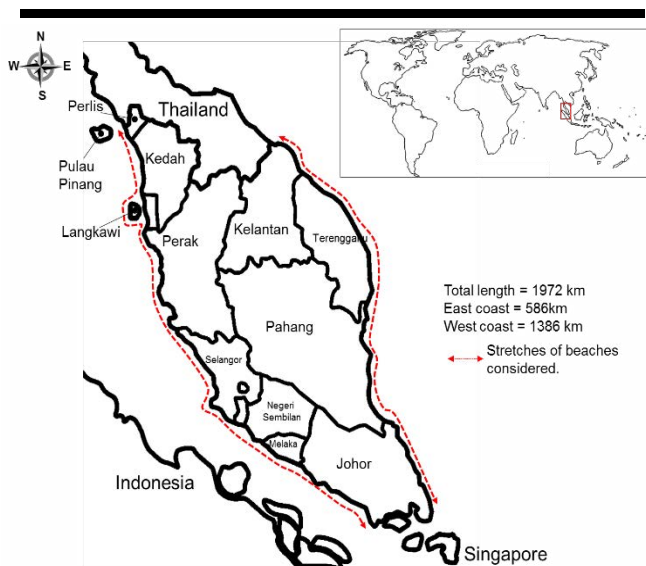 N
W E
S
Perlis
Thailand
Pulau
Pinang
Kedah
Langkawi
Perak
Kelantan
Terengganu
Pahang
Selangor
Negeri
Sembilan
Melaka
Johor
Indonesia
Singapore
Total length = 1972 km
East coast = 586km
West coast = 1386 km
Stretches of beaches
considered.